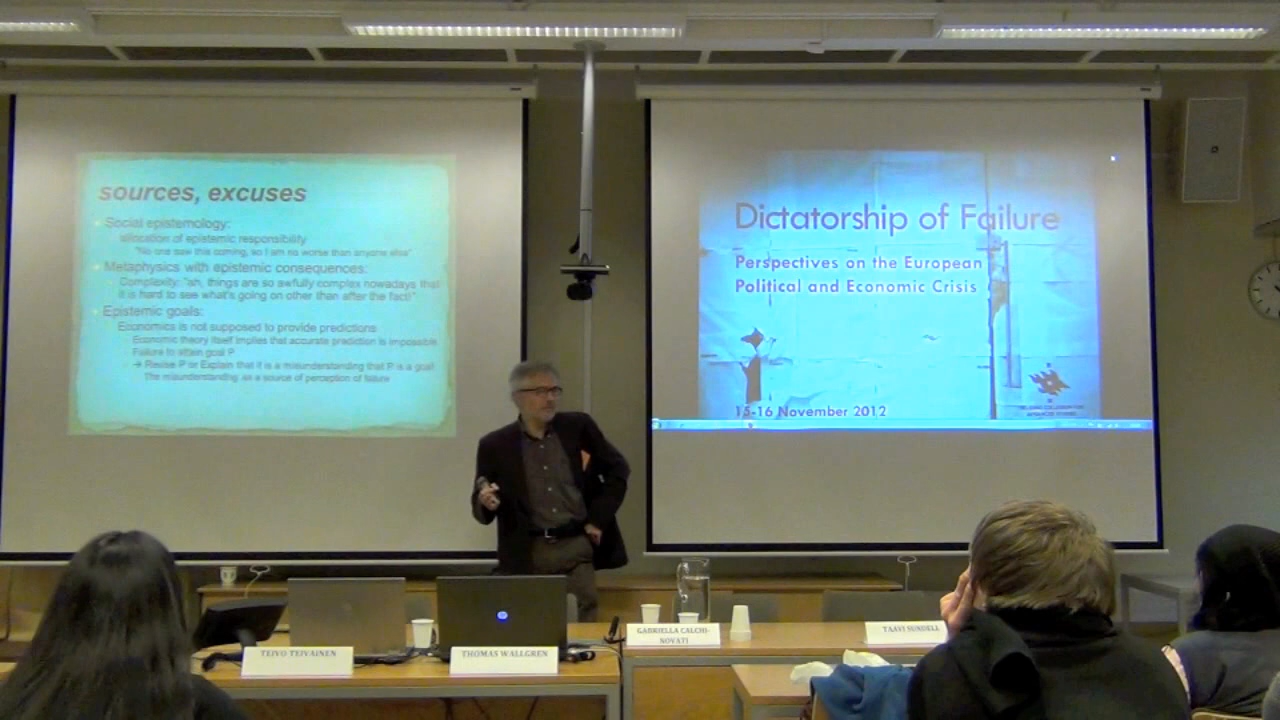 sources, excuses
Social epistemology:
allocation of epistemic responsibility
"No one saw this coming, so I am no worse than anyone else"
Metaphysics with epistemic consequences:
Complexity: "ah, things are so awfully complex nowadays that
it is hard to see what's going on other than after the fact!"
Epistemic goals:
Economics is not supposed to provide predictions
Economic theory itself implies that accurate prediction is impossible
Failure to attain goal P
→ Revise P or Explain that it is a misunderstanding that P is a goal
The misunderstanding as a source of perception of failure
Dictatorship of Failure
Perspectives on the European
Political and Economic Crisis
15-16 November 2012
HELSINKI COLLEGIUM FOR
ADVANCED STUDIES
TEIVO TEIVAINEN
THOMAS WALLGREN
GABRIELLA CALCHI-
NOVATI
TAAVI SUNDELL